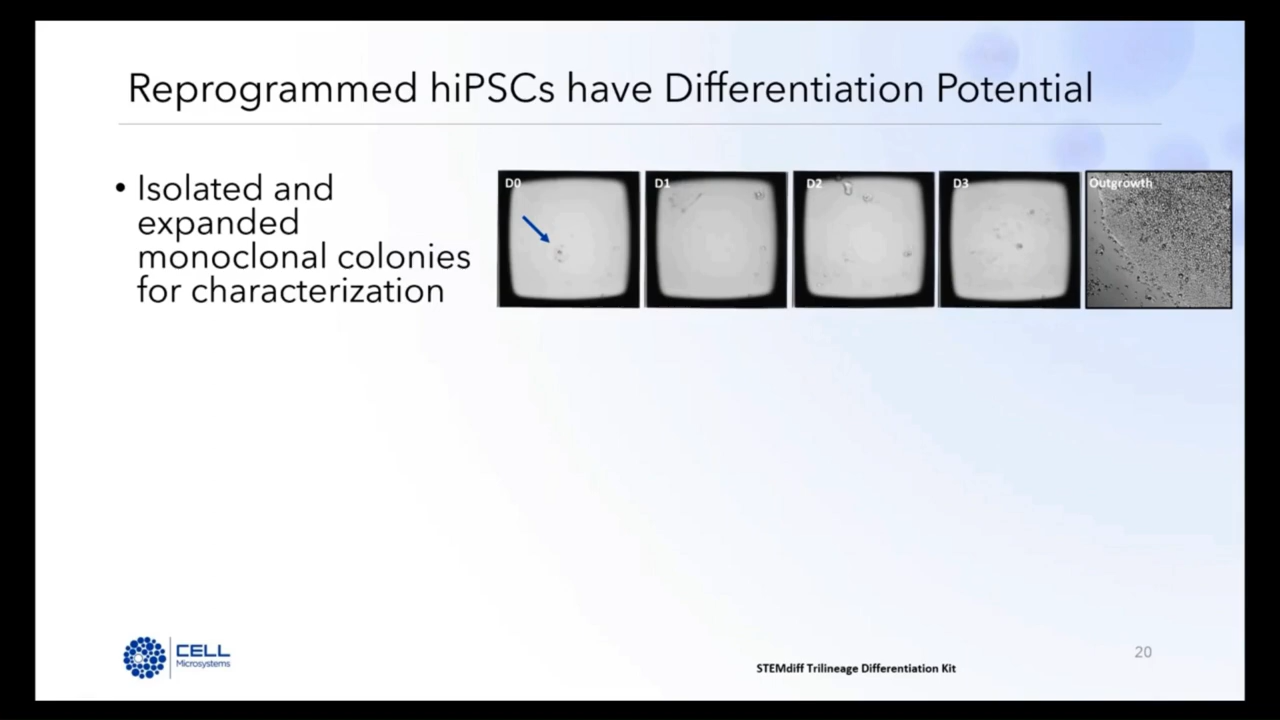 Reprogrammed hiPSCs have Differentiation Potential
• Isolated and
expanded
monoclonal colonies
for characterization
D0
D1
D2
D3
Outgrowth
CELL
Microsystems
STEMdiff Trilineage Differentiation Kit
20